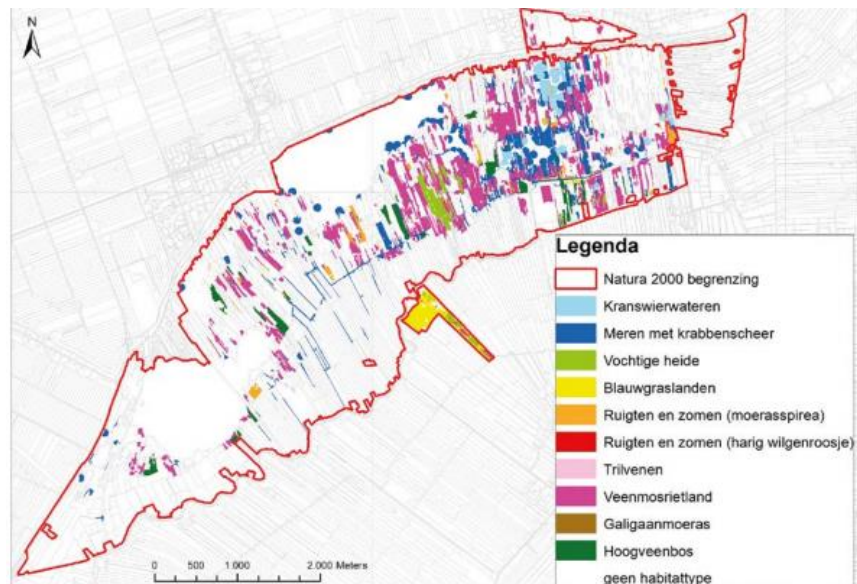 N
Legenda
Natura 2000 begrenzing
Kranswierwateren
Meren met krabbenscheer
Vochtige heide
Blauwgraslanden
Ruigten en zomen (moerasspirea)
Ruigten en zomen (harig wilgenroosje)
Trilvenen
Veenmosrietland
Galigaanmoeras
Hoogveenbos
geen habitattype
0 500 1.000 2.000 Meters